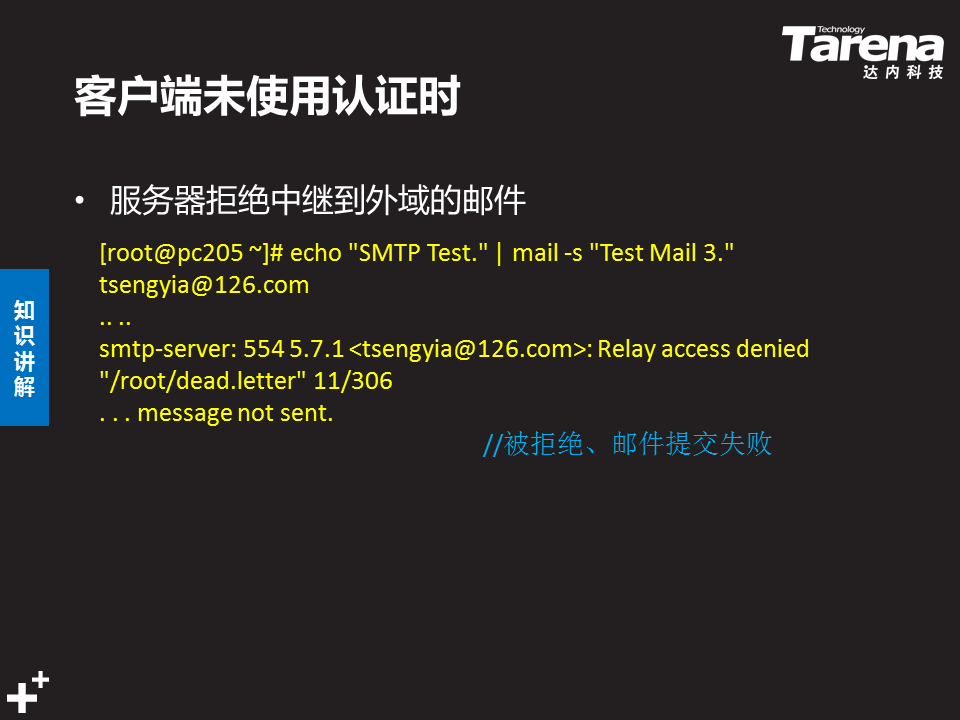 Technology
Tarena
达内科技
客户端未使用认证时
• 服务器拒绝中继到外域的邮件
[root@pc205 ~]# echo "SMTP Test." | mail -s "Test Mail 3."
tsengyia@126.com
.. ..
smtp-server: 554 5.7.1 <tsengyia@126.com>: Relay access denied
"/root/dead.letter" 11/306
. . . message not sent.
//被拒绝、邮件提交失败
知
识
讲
解